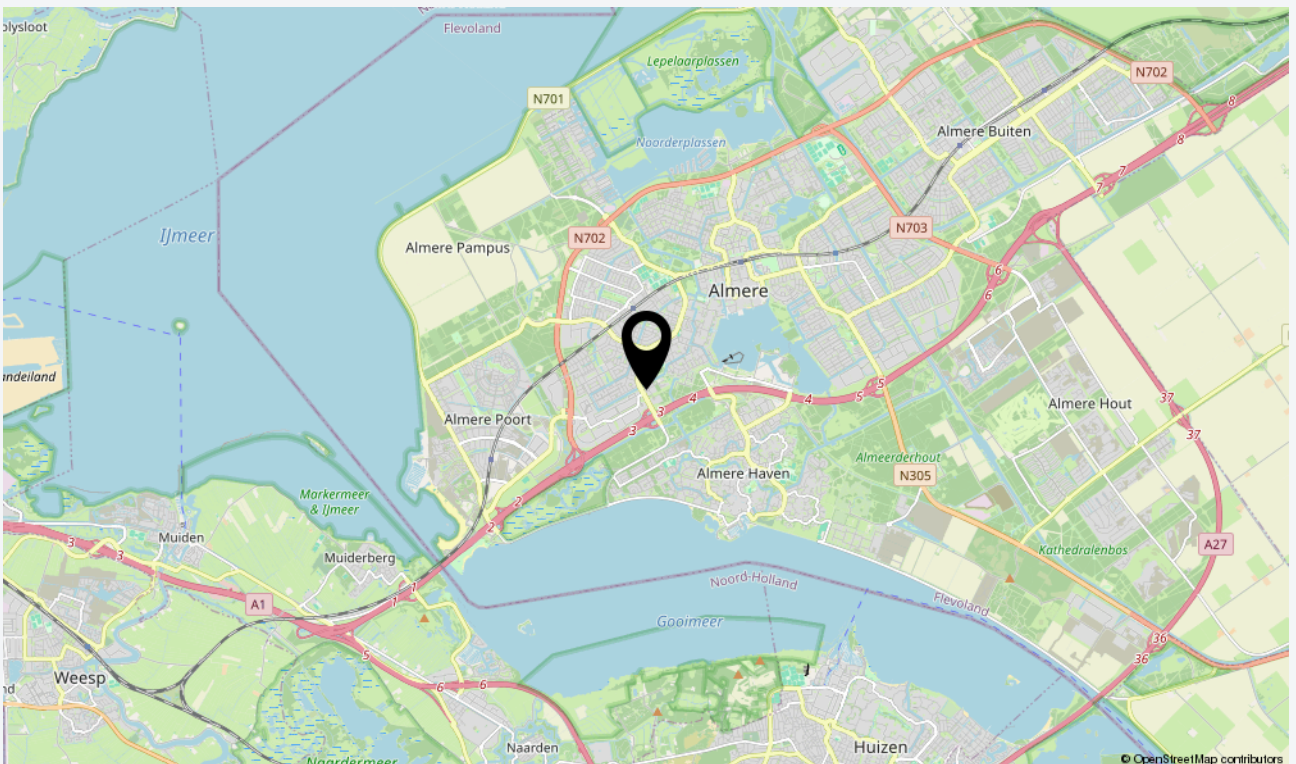 olysloot
Flevoland
Lepelaarplassen
N702
N701
8
Almere Buiten
8
Noorderplassen
7
7
IJmeer
N702
N703
Almere Pampus
6
Almere
6
andeiland
Almere Poort
3
4
4
5
5
37
Almere Hout
3
37
Almeerderhout
Almere Haven
N305
Markermeer
& IJmeer
2
2
Muiden
3
3
Muiderberg
A27
Kathedralenbos
1
1
Noord-Holland
A1
Flevoland
Gooimeer
36
5
36
Weesp
6
6
Naarden
Huizen
Naardermeer
© OpenStreetMap contributors